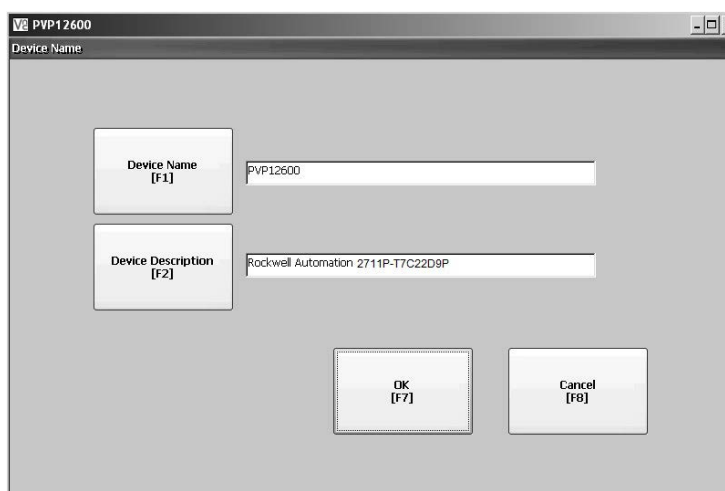 PVP12600
Device Name
Device Name
[F1]
PVP12600
Device Description
[F2]
Rockwell Automation 2711P-T7C22D9P
OK
[F7]
Cancel
[F8]